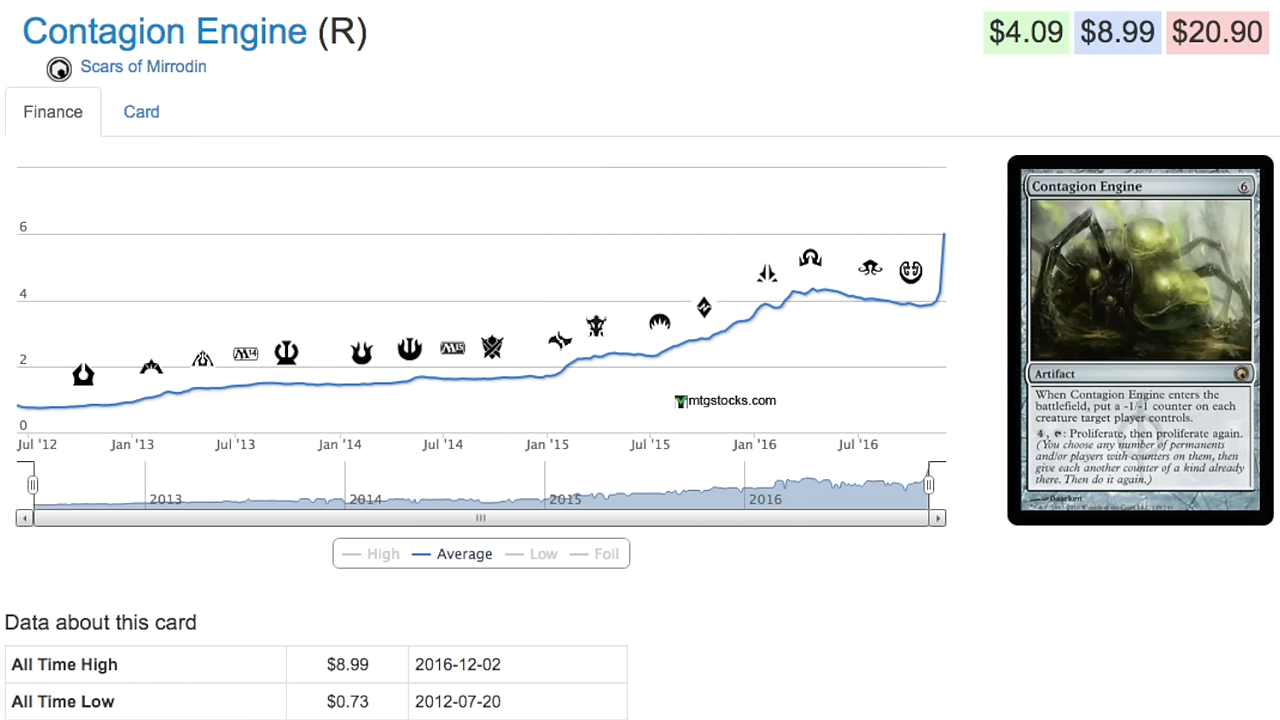 Contagion Engine (R)
$4.09 $8.99 $20.90
Scars of Mirrodin
Finance Card
6
4
2
0
M14
M15
mtgstocks.com
Jul '12 Jan '13 Jul '13 Jan '14 Jul '14 Jan '15 Jul '15 Jan '16 Jul '16
2013 2014 2015 2016
High Average Low Foil
Contagion Engine 6
Artifact
When Contagion Engine enters the
battlefield, put a -1/-1 counter on each
creature target player controls.
4, : Proliferate, then proliferate again.
(You choose any number of permanents
and/or players with counters on them, then
give each another counter of a kind already
there. Then do it again.)
Daarken
Data about this card
All Time High $8.99 2016-12-02
All Time Low $0.73 2012-07-20